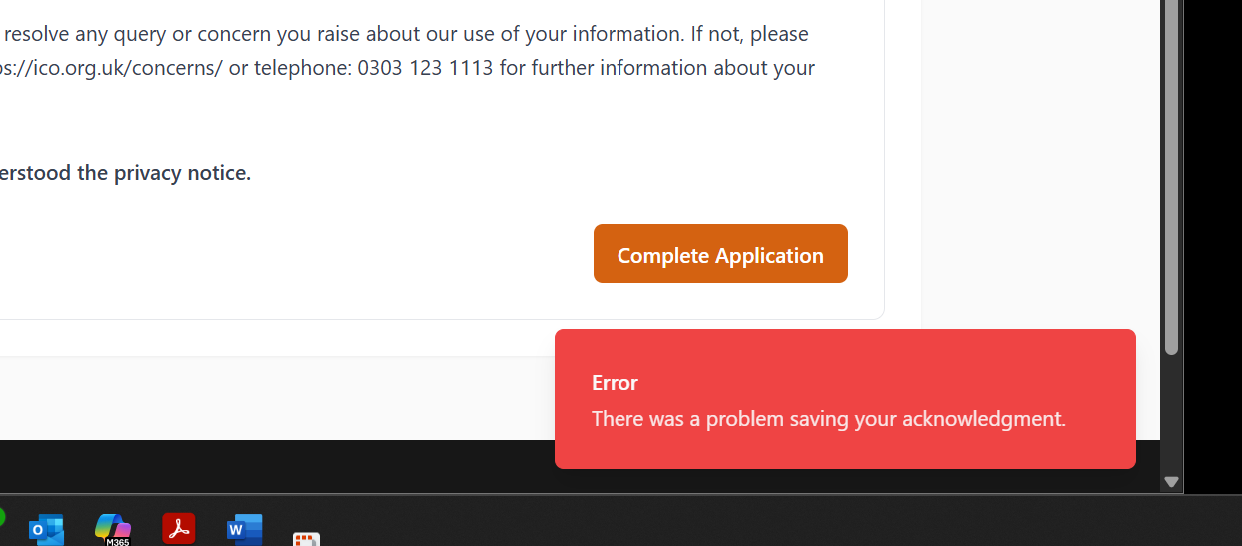 resolve any query or concern you raise about our use of your information. If not, please
s://ico.org.uk/concerns/ or telephone: 0303 123 1113 for further information about your
erstood the privacy notice.
Complete Application
Error
There was a problem saving your acknowledgment.
O
M365
W